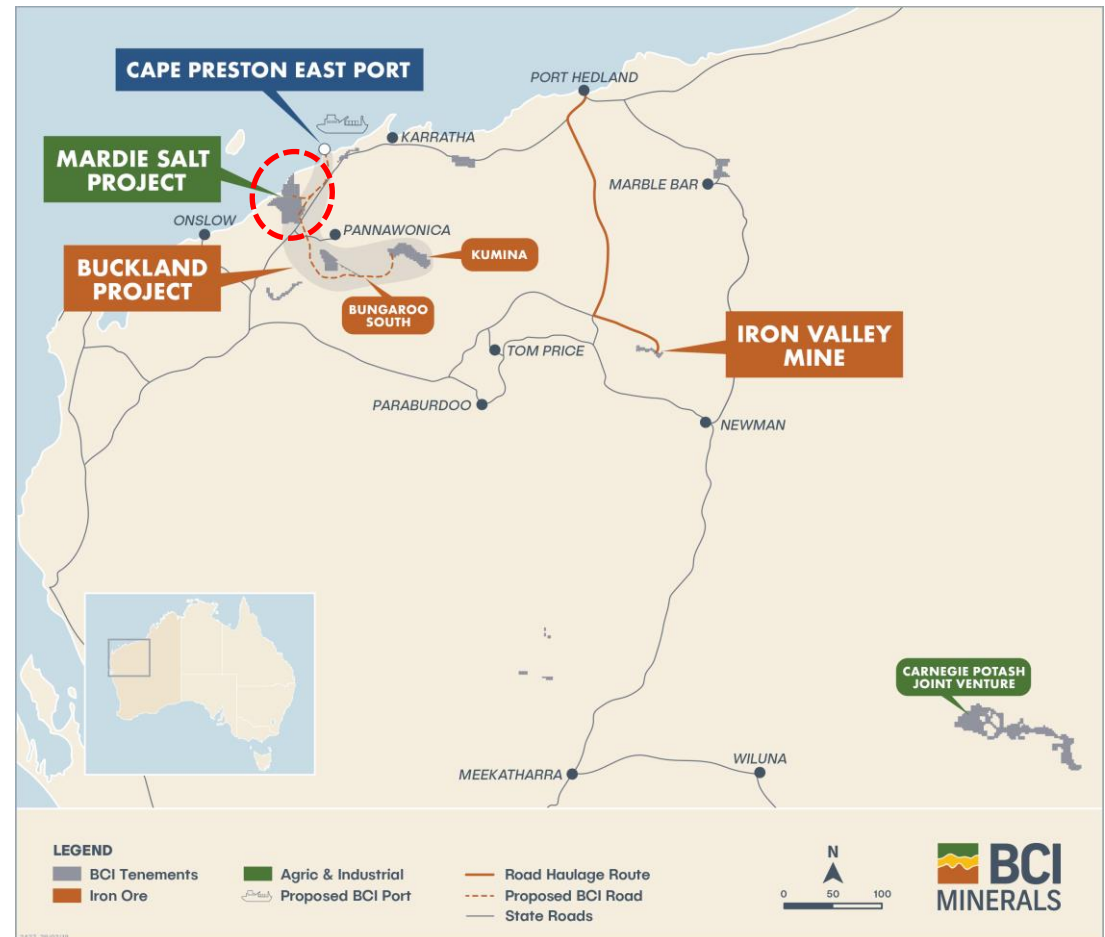 CAPE PRESTON EAST PORT
PORT HEDLAND
KARRATHA
MARDIE SALT
PROJECT
MARBLE BAR
ONSLOW
PANNAWONICA
KUMINA
BUCKLAND
PROJECT
BUNGAROO
SOUTH
IRON VALLEY
MINE
TOM PRICE
PARABURDOO
NEWMAN
CARNEGIE POTASH
JOINT VENTURE
WILUNA
MEEKATHARRA
LEGEND
BCI Tenements
Iron Ore
Agric & Industrial
Proposed BCI Port
Road Haulage Route
Proposed BCI Road
State Roads
N
0 50 100
BCI
MINERALS